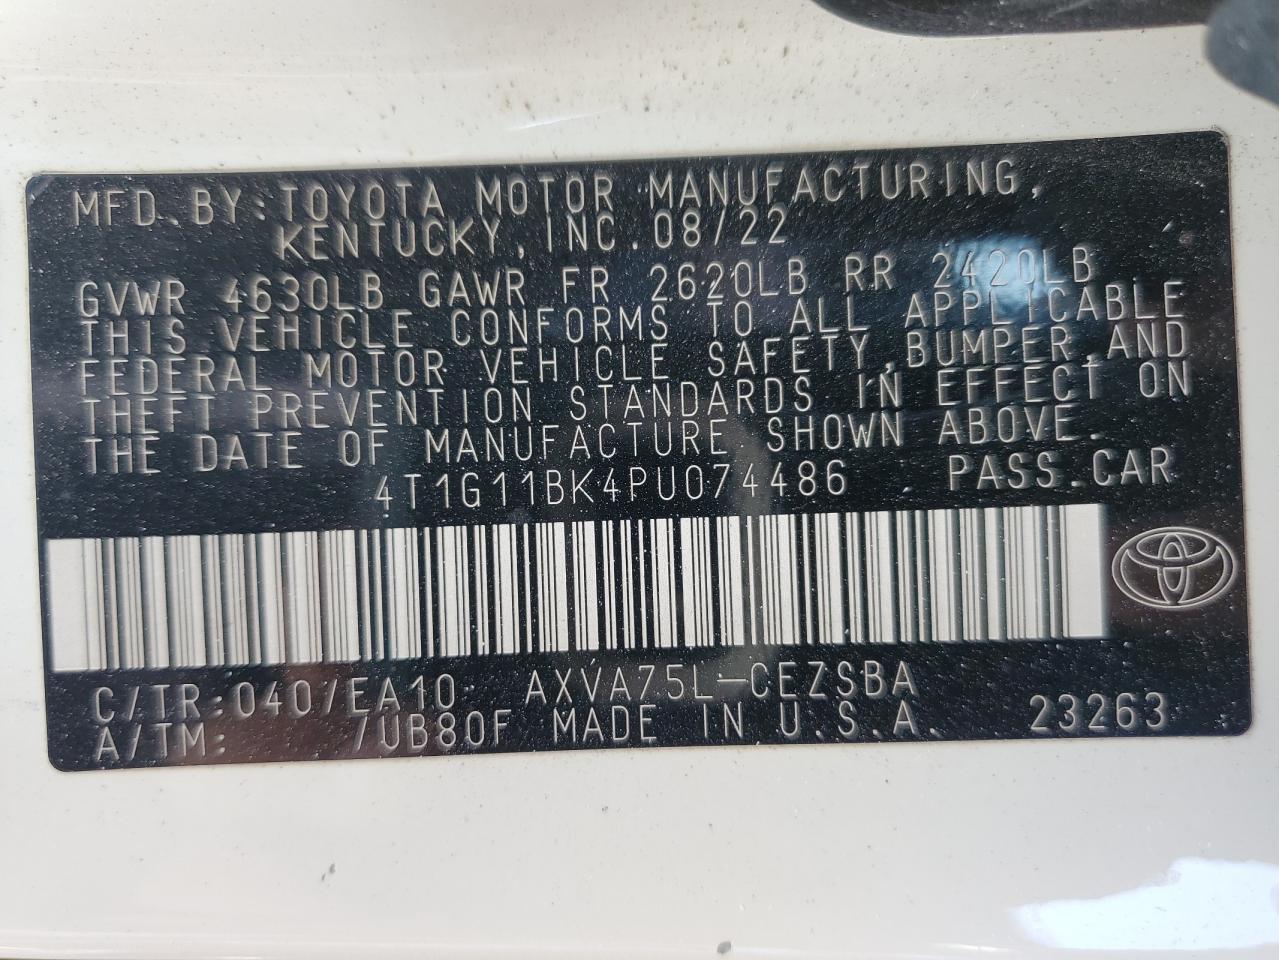 MFD.BY:TOYOTA MOTOR MANUFACTURING,
KENTUCKY,INC.08/22
GVWR 4630LB GAWR FR 2620LB RR 2420LB
THIS VEHICLE CONFORMS TO ALL APPLICABLE
FEDERAL MOTOR VEHICLE SAFETY,BUMPER,AND
THEFT PREVENTION STANDARDS IN EFFECT ON
THE DATE OF MANUFACTURE SHOWN ABOVE.
4T1G11BK4PU074486 PASS.CAR
C/TR:040/EA10 AXVA75L-CEZSBA
A/TM: /UB80F MADE IN U.S.A. 23263